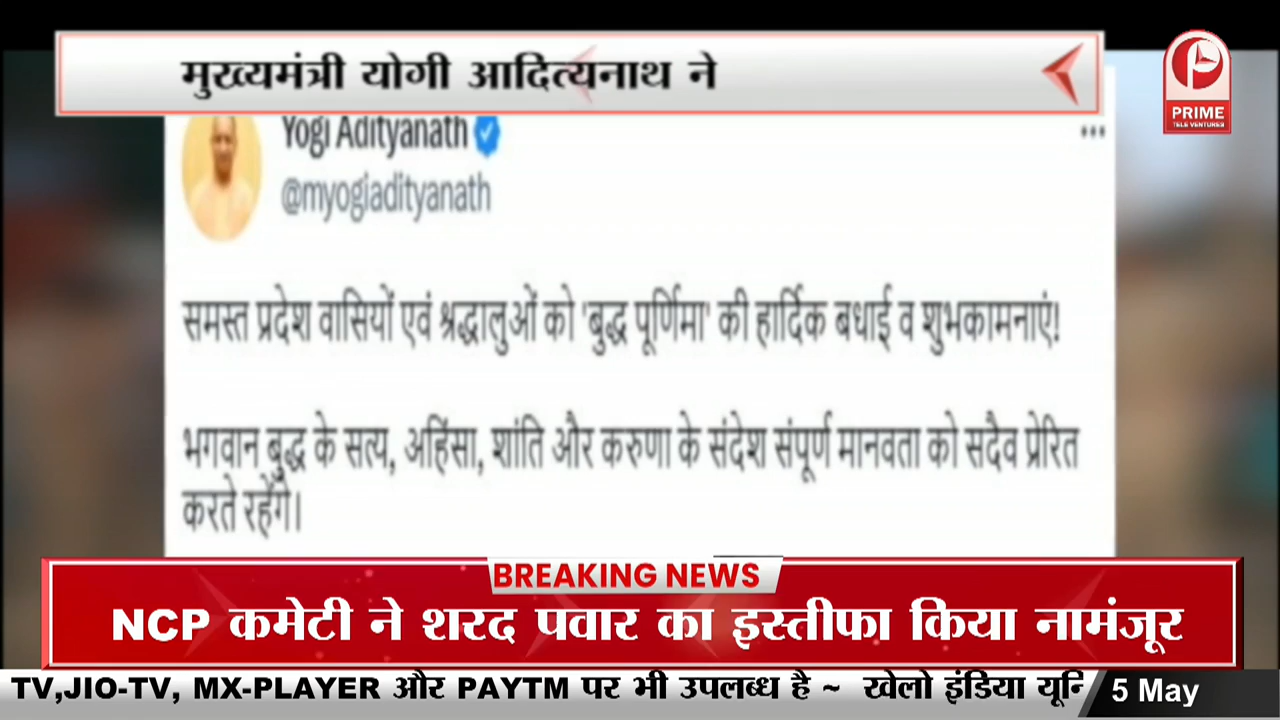 मुख्यमंत्री योगी आदित्यनाथ ने
PRIME
TELE VENTURES
Yogi Adityanath
@myogiadityanath
समस्त प्रदेश वासियों एवं श्रद्धालुओं को 'बुद्ध पूर्णिमा' की हार्दिक बधाई व शुभकामनाएं!
भगवान बुद्ध के सत्य, अहिंसा, शांति और करुणा के संदेश संपूर्ण मानवता को सदैव प्रेरित
करते रहेंगे।
BREAKING NEWS
NCP कमेटी ने शरद पवार का इस्तीफा किया नामंजूर
TV,JIO-TV, MX-PLAYER और PAYTM पर भी उपलब्ध है ~ खेलो इंडिया यूनि
5 May